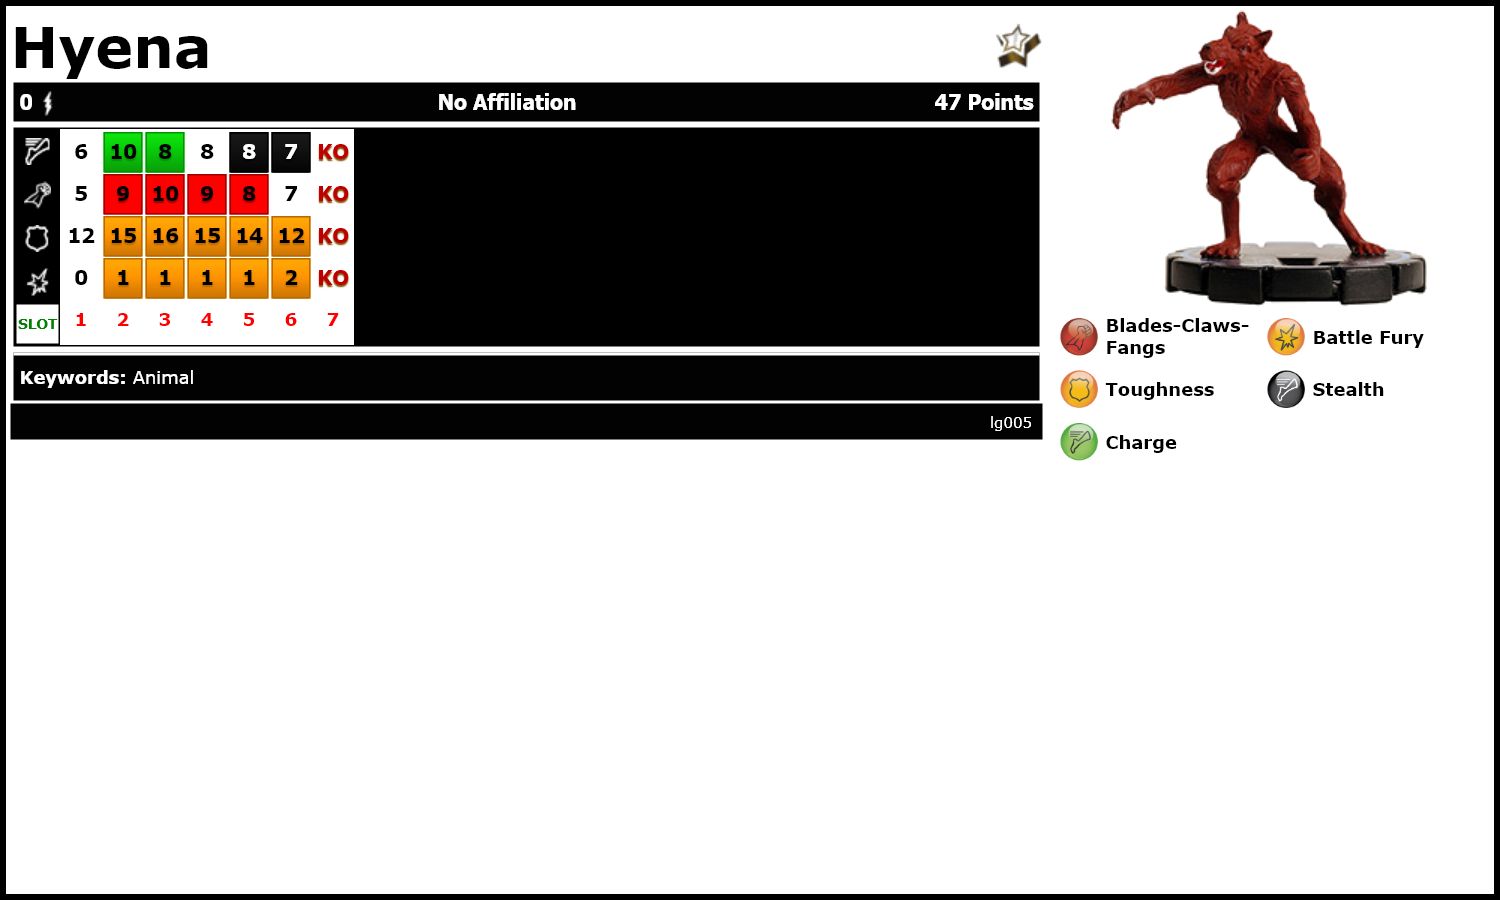 Hyena
0 No Affiliation 47 Points
6 10 8 8 8 7 KO
5 9 10 9 8 7 KO
12 15 16 15 14 12 KO
0 1 1 1 1 2 KO
SLOT 1 2 3 4 5 6 7
Keywords: Animal
lg005
Blades-Claws-
Fangs
Battle Fury
Toughness
Stealth
Charge